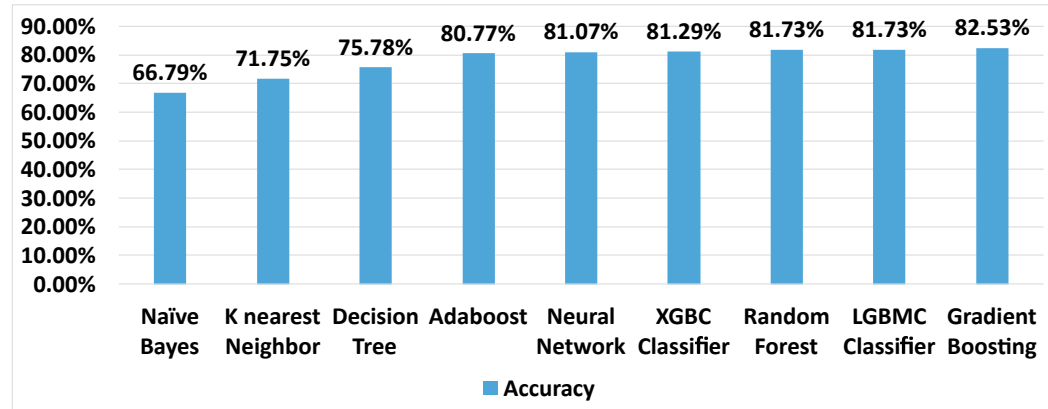 90.00%
80.00%
70.00%
60.00%
50.00%
40.00%
30.00%
20.00%
10.00%
0.00%
66.79%
71.75%
75.78%
80.77%
81.07%
81.29%
81.73%
81.73%
82.53%
Naïve
Bayes
K nearest
Neighbor
Decision
Tree
Adaboost
Neural
Network
XGBC
Classifier
Random
Forest
LGBMC
Classifier
Gradient
Boosting
Accuracy